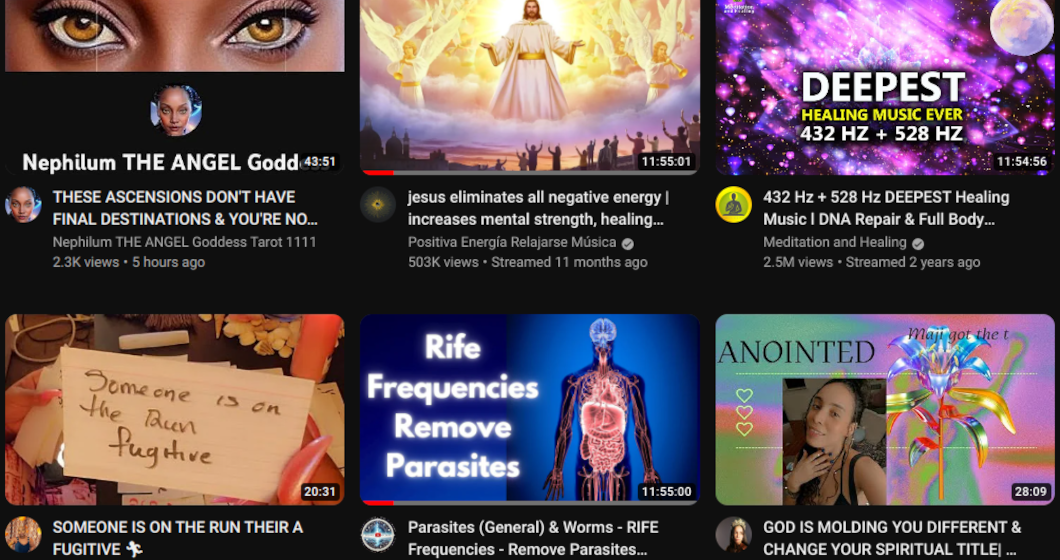 Nephilum THE ANGEL Godd
43:51
THESE ASCENSIONS DON'T HAVE
FINAL DESTINATIONS & YOU'RE NO...
Nephilum THE ANGEL Goddess Tarot 1111
2.3K views • 5 hours ago
11:55:01
jesus eliminates all negative energy |
increases mental strength, healing...
Positiva Energía Relajarse Música
503K views • Streamed 11 months ago
Meditation
and Healing
DEEPEST
HEALING MUSIC EVER
432 HZ + 528 HZ
11:54:56
432 Hz + 528 Hz DEEPEST Healing
Music l DNA Repair & Full Body...
Meditation and Healing
2.5M views • Streamed 2 years ago
Someone is on
the Run
fugitive
20:31
SOMEONE IS ON THE RUN THEIR A
FUGITIVE
Rife
Frequencies
Remove
Parasites
11:55:00
Parasites (General) & Worms - RIFE
Frequencies - Remove Parasites...
Maji got the t
ANOINTED
28:09
GOD IS MOLDING YOU DIFFERENT &
CHANGE YOUR SPIRITUAL TITLE| ...